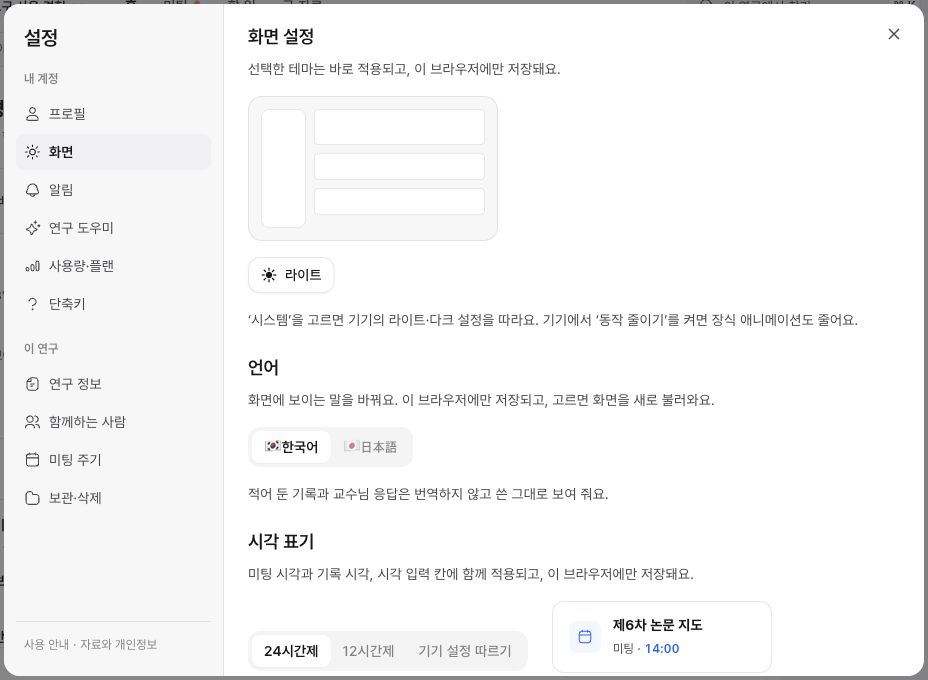 설정
내 계정
프로필
화면
알림
연구 도우미
사용량·플랜
단축키
이 연구
연구 정보
함께하는 사람
미팅 주기
보관·삭제
사용 안내 · 자료와 개인정보
화면 설정
선택한 테마는 바로 적용되고, 이 브라우저에만 저장돼요.
라이트
‘시스템’을 고르면 기기의 라이트·다크 설정을 따라요. 기기에서 ‘동작 줄이기’를 켜면 장식 애니메이션도 줄어요.
언어
화면에 보이는 말을 바꿔요. 이 브라우저에만 저장되고, 고르면 화면을 새로 불러와요.
한국어 日本語
적어 둔 기록과 교수님 응답은 번역하지 않고 쓴 그대로 보여 줘요.
시각 표기
미팅 시각과 기록 시각, 시각 입력 칸에 함께 적용되고, 이 브라우저에만 저장돼요.
24시간제 12시간제 기기 설정 따르기
제6차 논문 지도
미팅 · 14:00